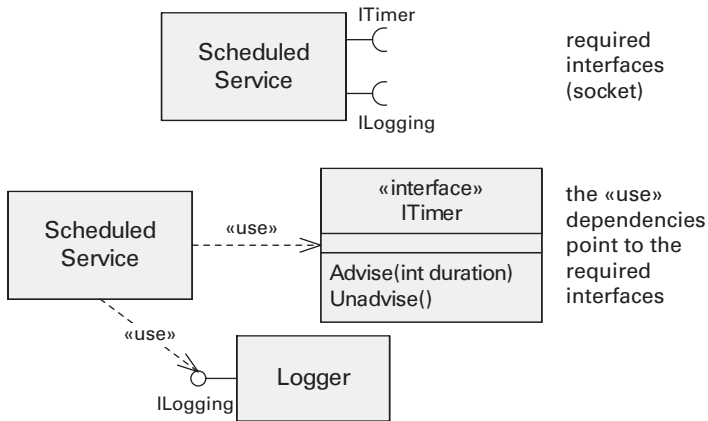 ITimer
Scheduled
Service
ILogging
required
interfaces
(socket)
Scheduled
Service
«use»
«interface»
ITimer
Advise(int duration)
Unadvise()
the «use»
dependencies
point to the
required
interfaces
«use»
ILogging
Logger